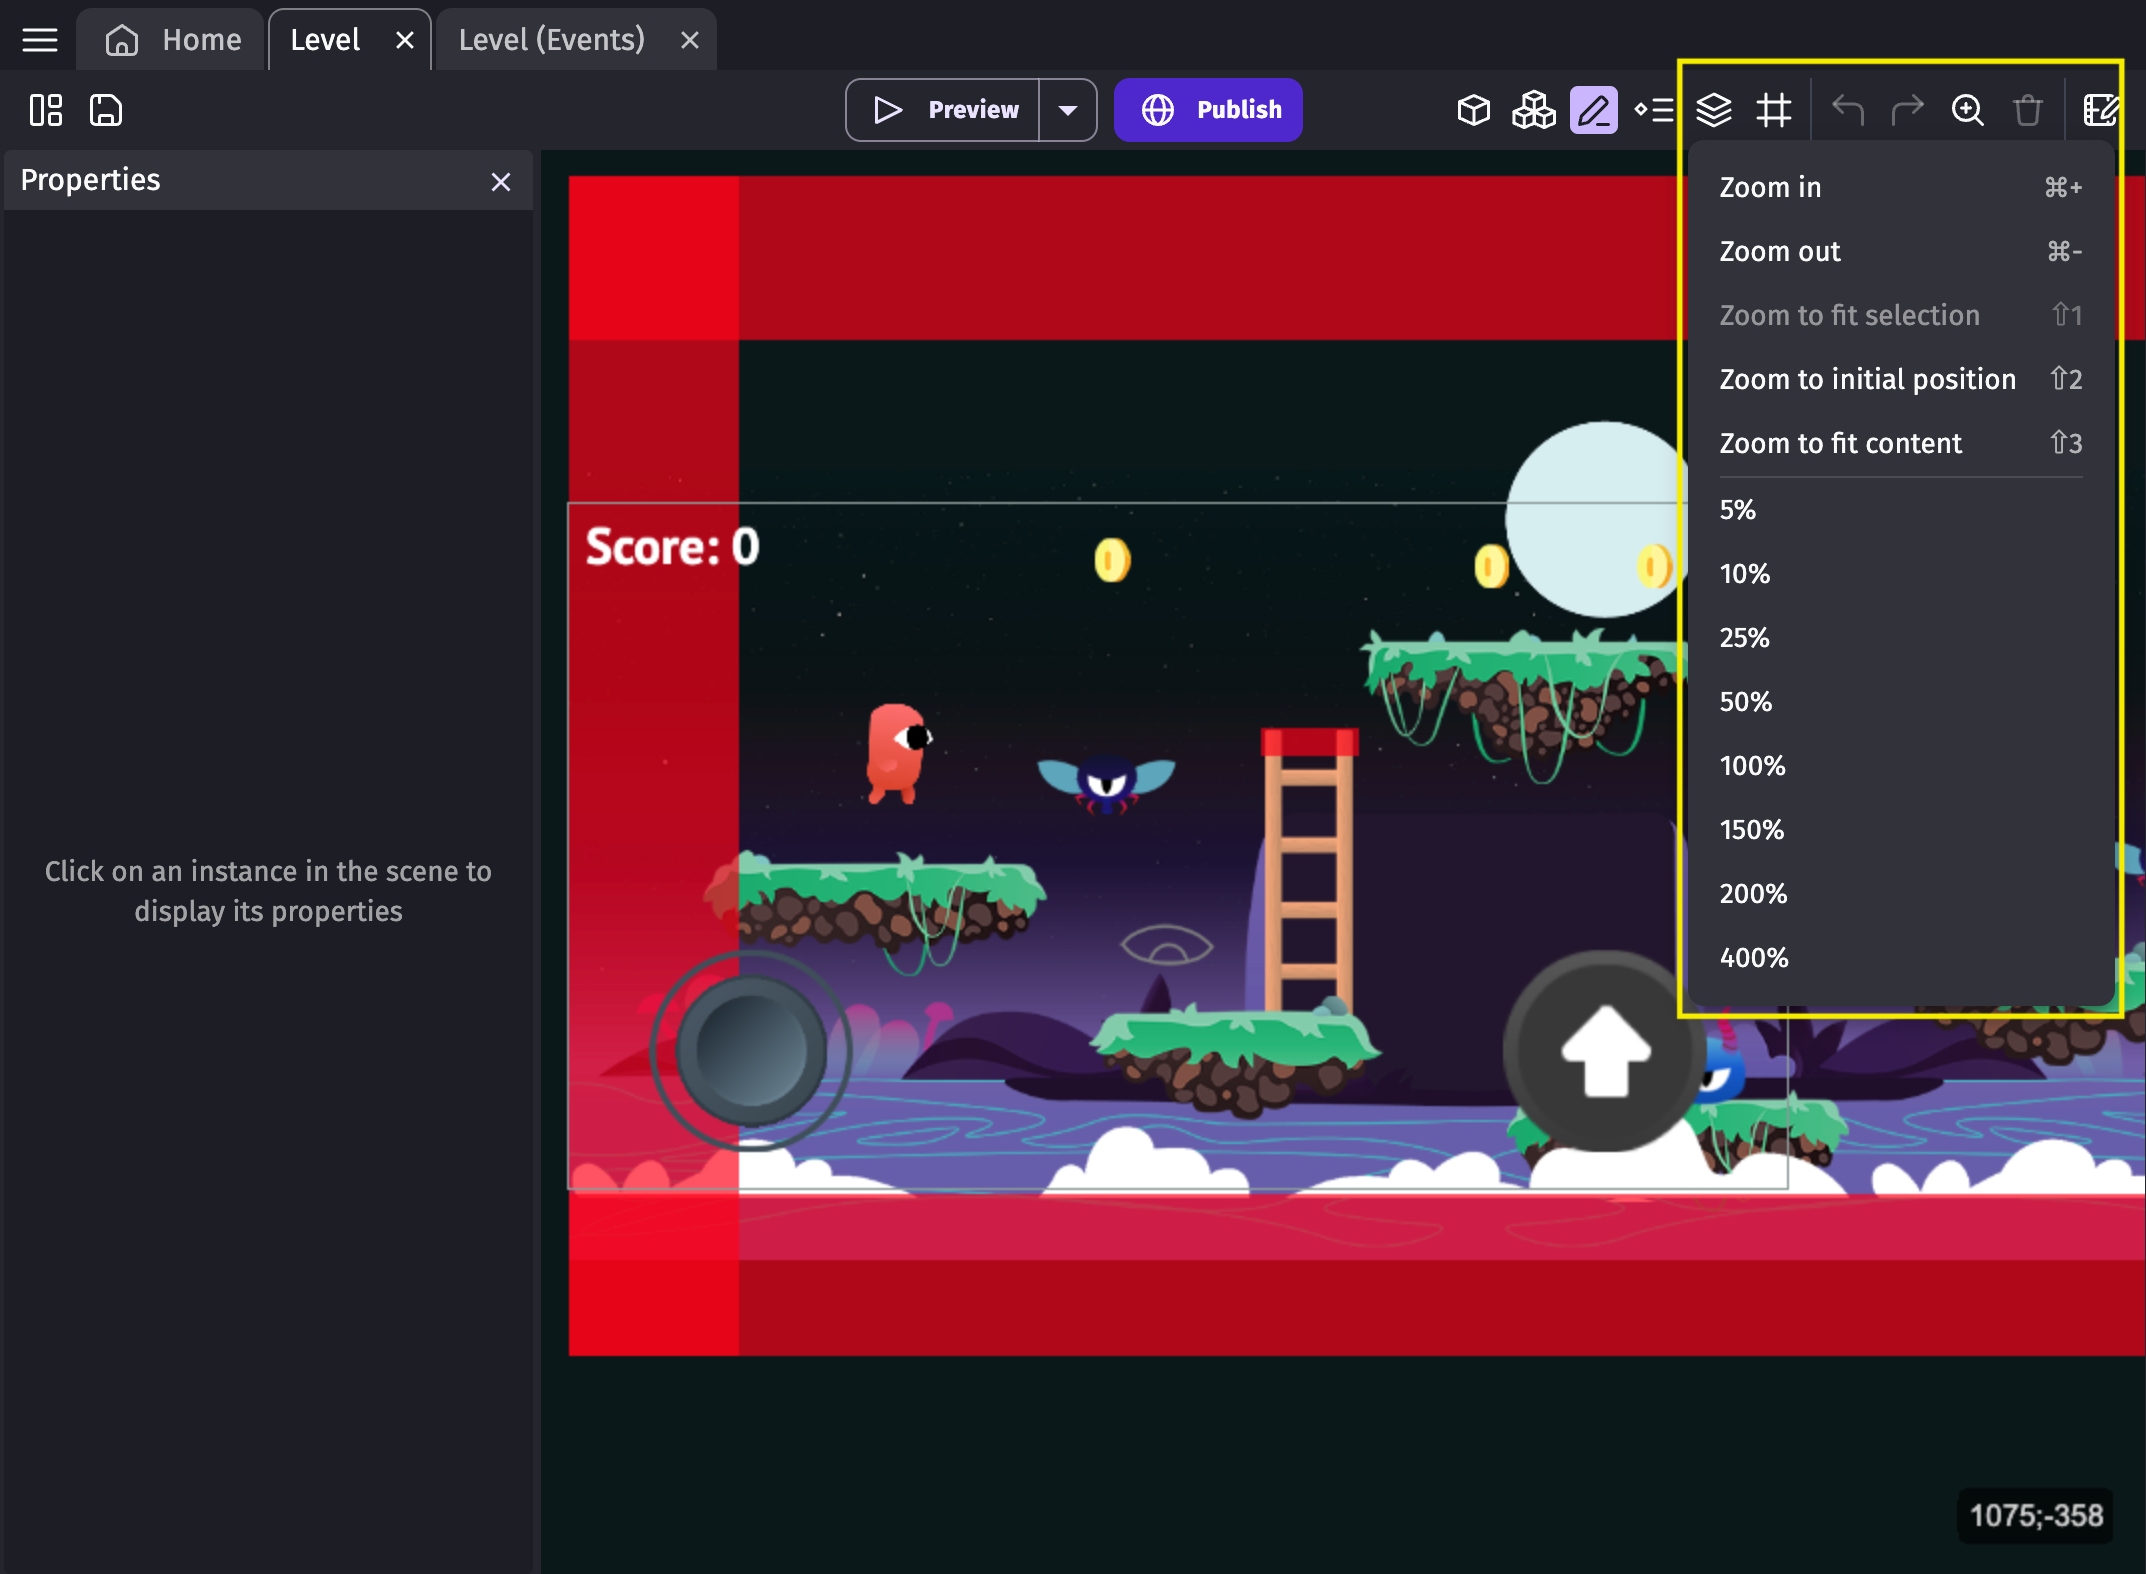 Home
Level
Level (Events)
Preview
Publish
Properties
Click on an instance in the scene to
display its properties
Score: 0
Zoom in ⌘+
Zoom out ⌘-
Zoom to fit selection ⇧1
Zoom to initial position ⇧2
Zoom to fit content ⇧3
5%
10%
25%
50%
100%
150%
200%
400%
1075;-358